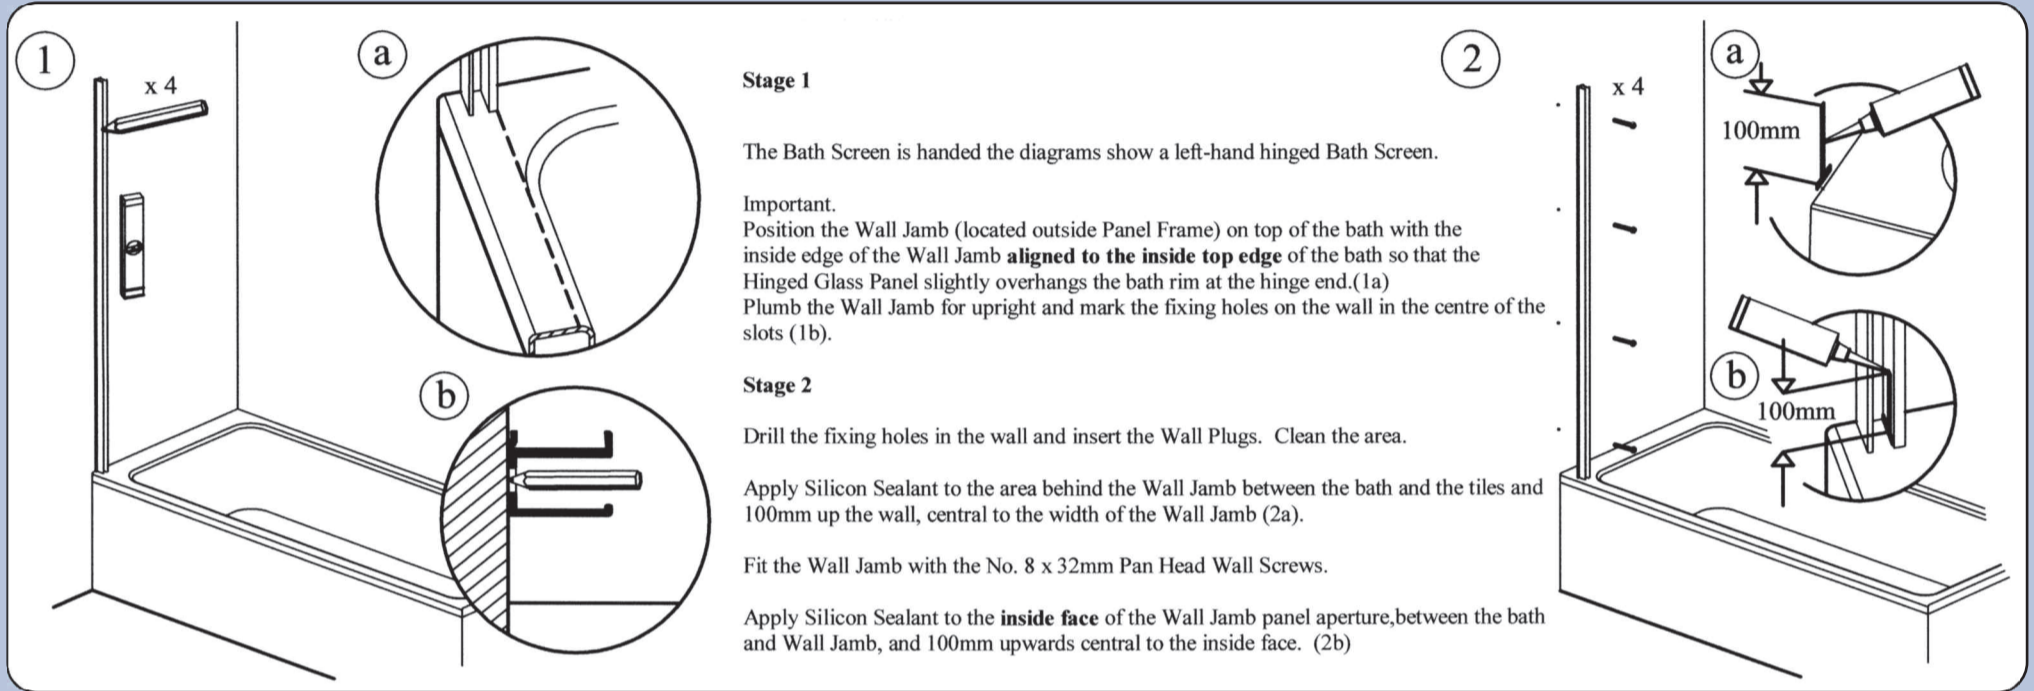 1
x 4
a
b
Stage 1
The Bath Screen is handed the diagrams show a left-hand hinged Bath Screen.
Important.
Position the Wall Jamb (located outside Panel Frame) on top of the bath with the
inside edge of the Wall Jamb aligned to the inside top edge of the bath so that the
Hinged Glass Panel slightly overhangs the bath rim at the hinge end.(1a)
Plumb the Wall Jamb for upright and mark the fixing holes on the wall in the centre of the
slots (1b).
Stage 2
Drill the fixing holes in the wall and insert the Wall Plugs. Clean the area.
Apply Silicon Sealant to the area behind the Wall Jamb between the bath and the tiles and
100mm up the wall, central to the width of the Wall Jamb (2a).
Fit the Wall Jamb with the No. 8 x 32mm Pan Head Wall Screws.
Apply Silicon Sealant to the inside face of the Wall Jamb panel aperture,between the bath
and Wall Jamb, and 100mm upwards central to the inside face. (2b)
2
x 4
a
100mm
b
100mm